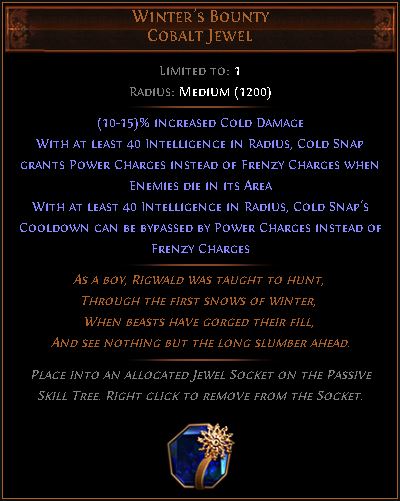 Winter's Bounty
Cobalt Jewel
Limited to: 1
Radius: Medium (1200)
(10-15)% increased Cold Damage
With at least 40 Intelligence in Radius, Cold Snap
grants Power Charges instead of Frenzy Charges when
Enemies die in its Area
With at least 40 Intelligence in Radius, Cold Snap's
Cooldown can be bypassed by Power Charges instead of
Frenzy Charges
As a boy, Rigwald was taught to hunt,
Through the first snows of winter,
When beasts have gorged their fill,
And see nothing but the long slumber ahead.
Place into an allocated Jewel Socket on the Passive
Skill Tree. Right click to remove from the Socket.